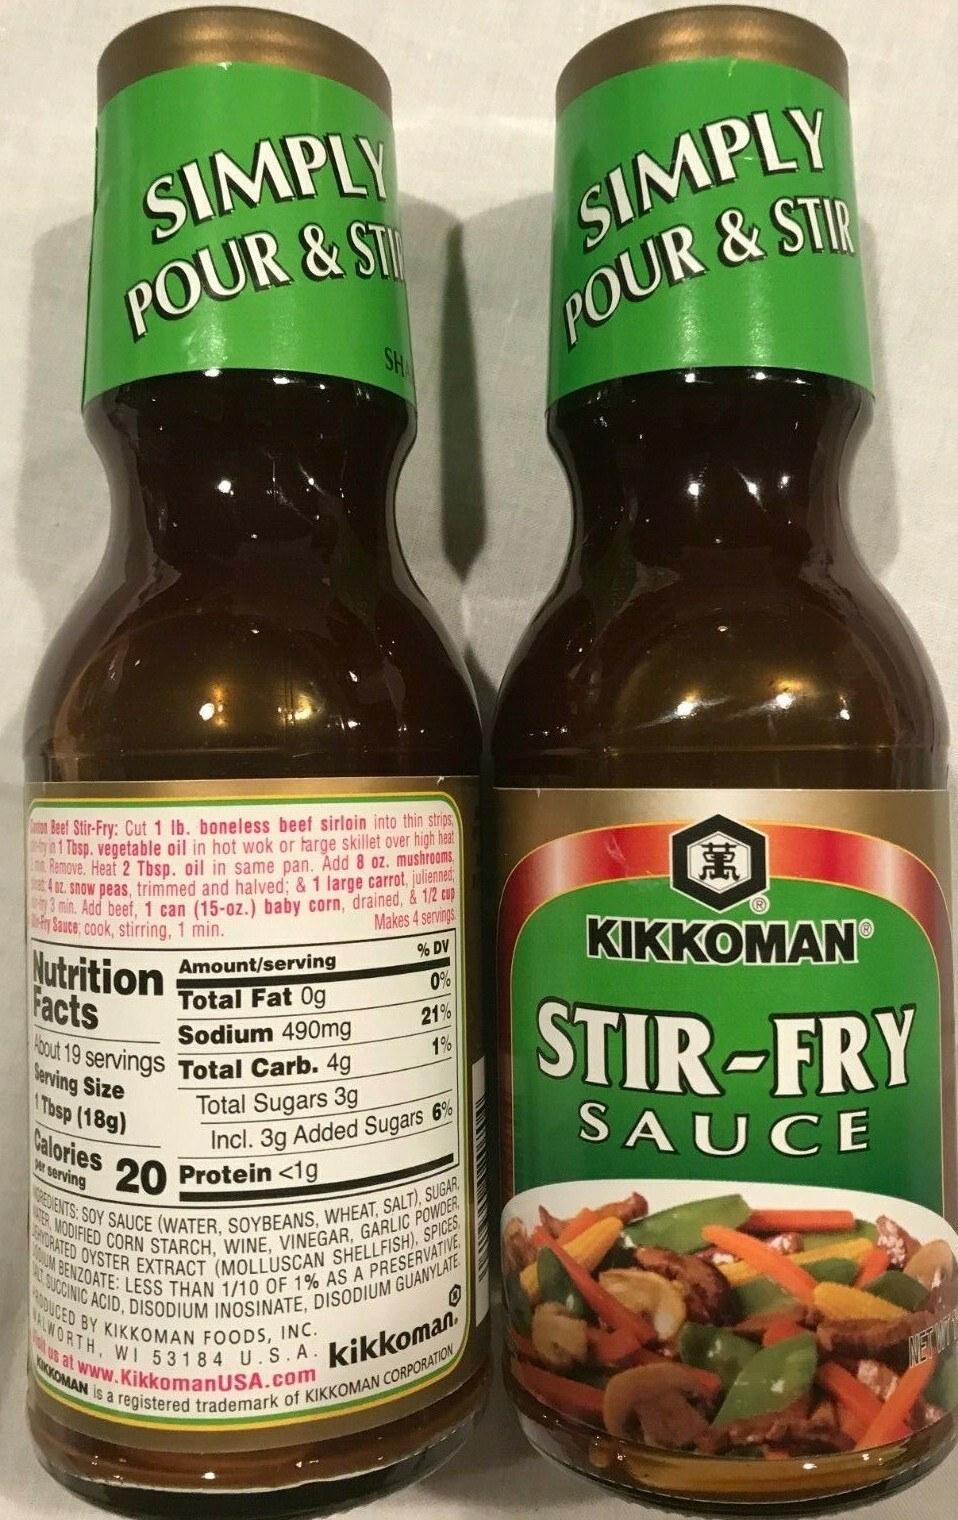 SIMPLY
POUR & STI
SHA
Beef Stir-Fry: Cut 1 lb. boneless beef sirloin into thin strips,
in 1 Tbsp. vegetable oil in hot wok or large skillet over high heat
min. Remove. Heat 2 Tbsp. oil in same pan. Add 8 oz. mushrooms,
4 oz. snow peas, trimmed and halved; & 1 large carrot, julienned;
3 min. Add beef, 1 can (15-oz.) baby corn, drained, & 1/2 cup
Sauce; cook, stirring, 1 min.
Makes 4 servings.
Nutrition
Facts
About 19 servings
Serving Size
1 Tbsp (18g)
Calories
per serving
20
Amount/serving % DV
Total Fat 0g 0%
Sodium 490mg 21%
Total Carb. 4g 1%
Total Sugars 3g
Incl. 3g Added Sugars 6%
Protein <1g
INGREDIENTS: SOY SAUCE (WATER, SOYBEANS, WHEAT, SALT), SUGAR,
WATER, MODIFIED CORN STARCH, WINE, VINEGAR, GARLIC POWDER,
DEHYDRATED OYSTER EXTRACT (MOLLUSCAN SHELLFISH), SPICES,
SODIUM BENZOATE: LESS THAN 1/10 OF 1% AS A PRESERVATIVE,
SALT, SUCCINIC ACID, DISODIUM INOSINATE, DISODIUM GUANYLATE.
PRODUCED BY KIKKOMAN FOODS, INC.
WALWORTH, WI 53184 U.S.A.
kikkoman®
Visit us at www.KikkomanUSA.com
KIKKOMAN is a registered trademark of KIKKOMAN CORPORATION
SIMPLY
POUR & STIR
萬
®
KIKKOMAN®
STIR-FRY
SAUCE
NET WT